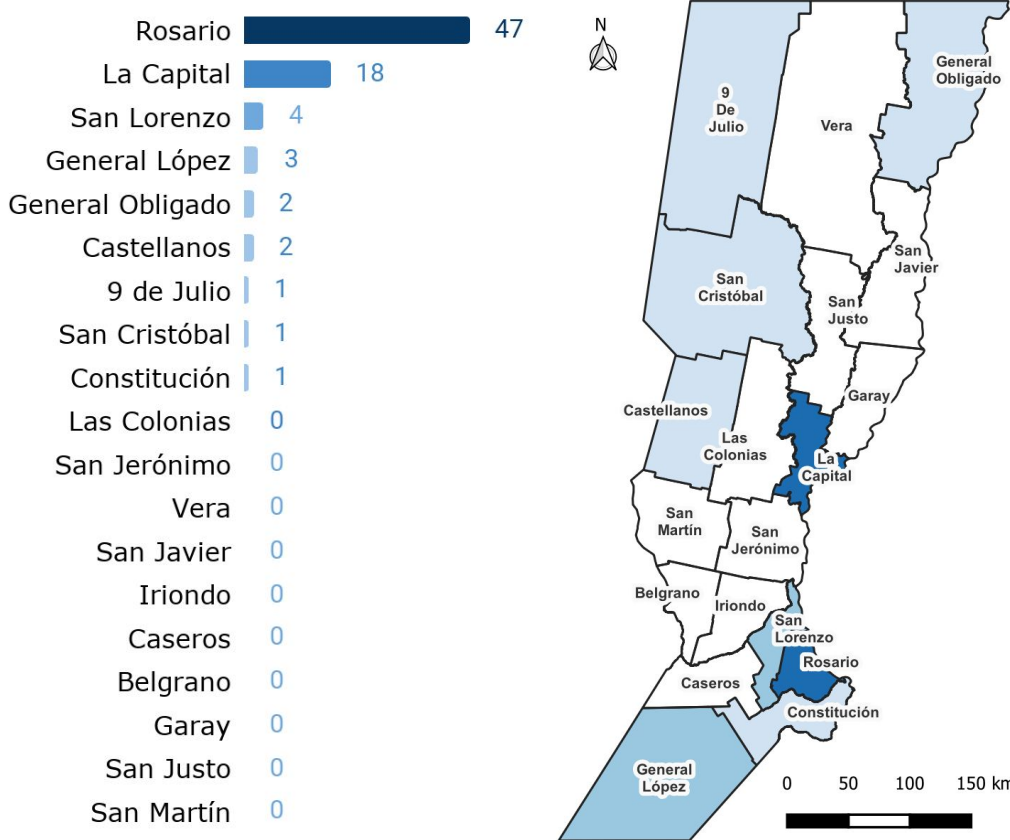 Rosario 47
La Capital 18
San Lorenzo 4
General López 3
General Obligado 2
Castellanos 2
9 de Julio 1
San Cristóbal 1
Constitución 1
Las Colonias 0
San Jerónimo 0
Vera 0
San Javier 0
Iriondo 0
Caseros 0
Belgrano 0
Garay 0
San Justo 0
San Martín 0
N
General
Obligado
9
De
Julio
Vera
San
Javier
San
Cristóbal
San
Justo
Garay
Castellanos
Las
Colonias
La
Capital
San
Martín
San
Jerónimo
Belgrano
Iriondo
San
Lorenzo
Rosario
Caseros
Constitución
General
López
0 50 100 150 km